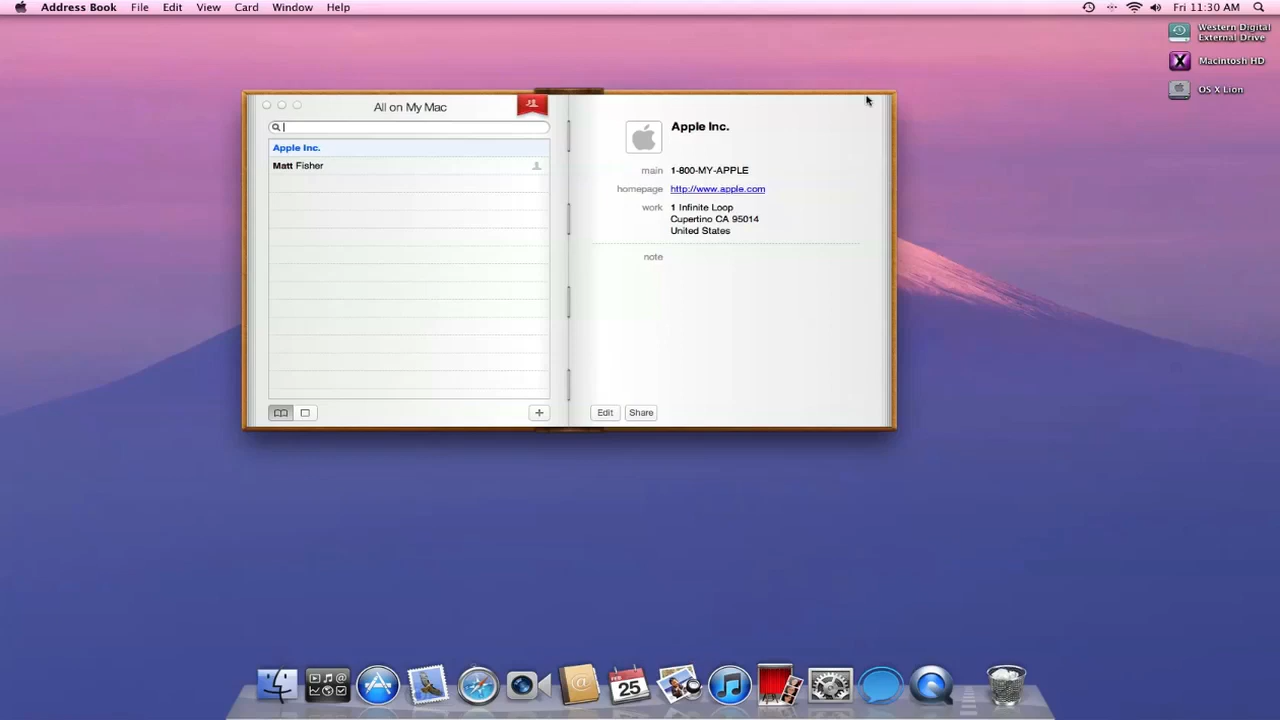 Address Book File Edit View Card Window Help Fri 11:30 AM
Western Digital
External Drive
Macintosh HD
OS X Lion
All on My Mac
Apple Inc.
Matt Fisher
Apple Inc.
main 1-800-MY-APPLE
homepage http://www.apple.com
work 1 Infinite Loop
Cupertino CA 95014
United States
note
Edit Share
FEB
25